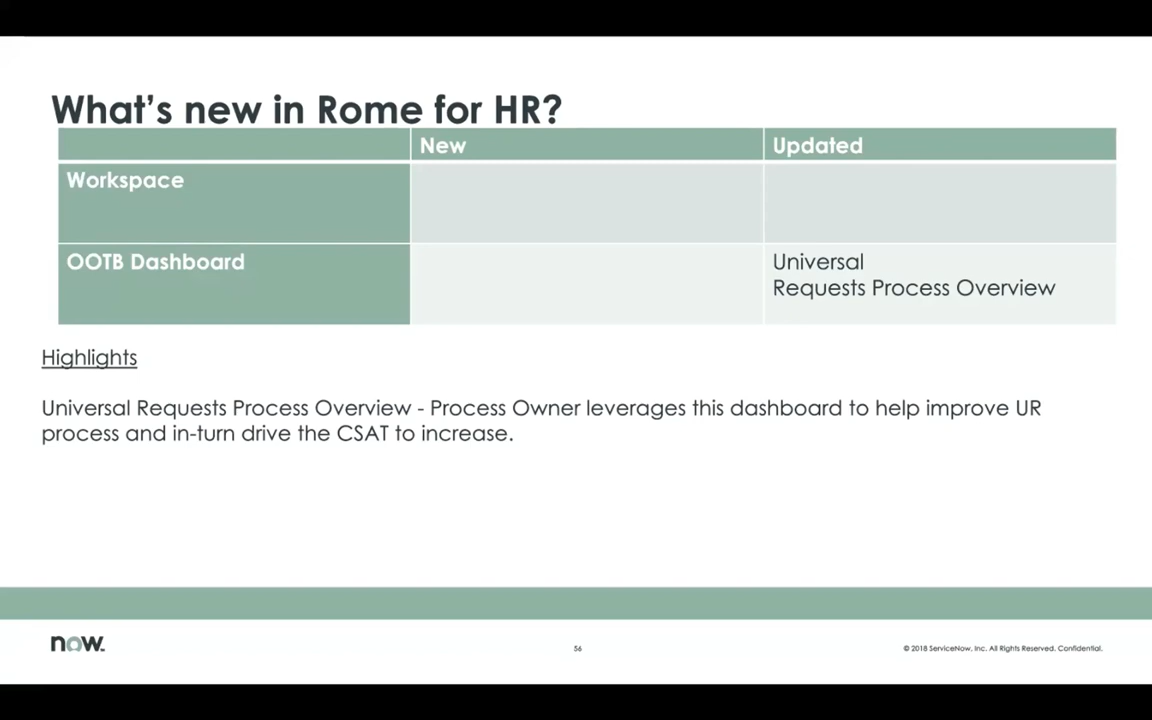 What's new in Rome for HR?
New
Updated
Workspace
OOTB Dashboard
Universal
Requests Process Overview
Highlights
Universal Requests Process Overview - Process Owner leverages this dashboard to help improve UR
process and in-turn drive the CSAT to increase.
now.
56
© 2018 ServiceNow, Inc. All Rights Reserved. Confidential.